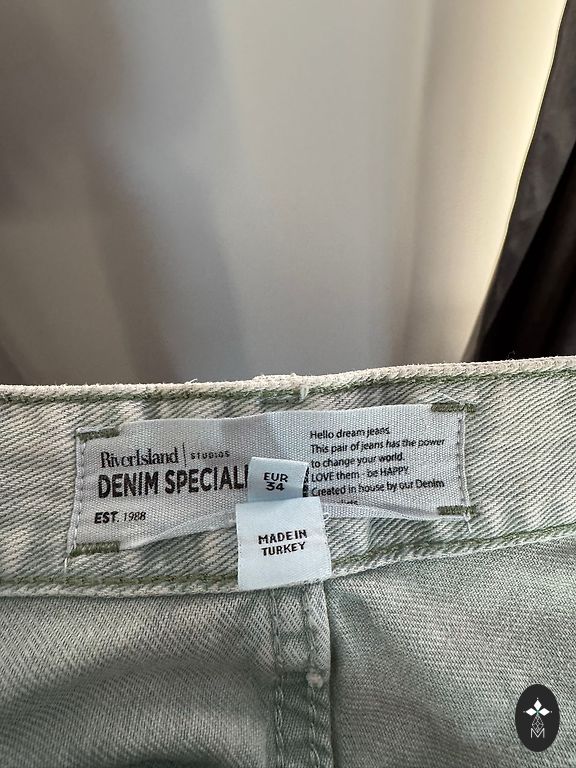 RiverIsland | STUDIOS
DENIM SPECIALI
EST. 1988
EUR
34
MADE IN
TURKEY
Hello dream jeans
This pair of jeans has the power
to change your world.
LOVE them - be HAPPY
Created in house by our Denim
M